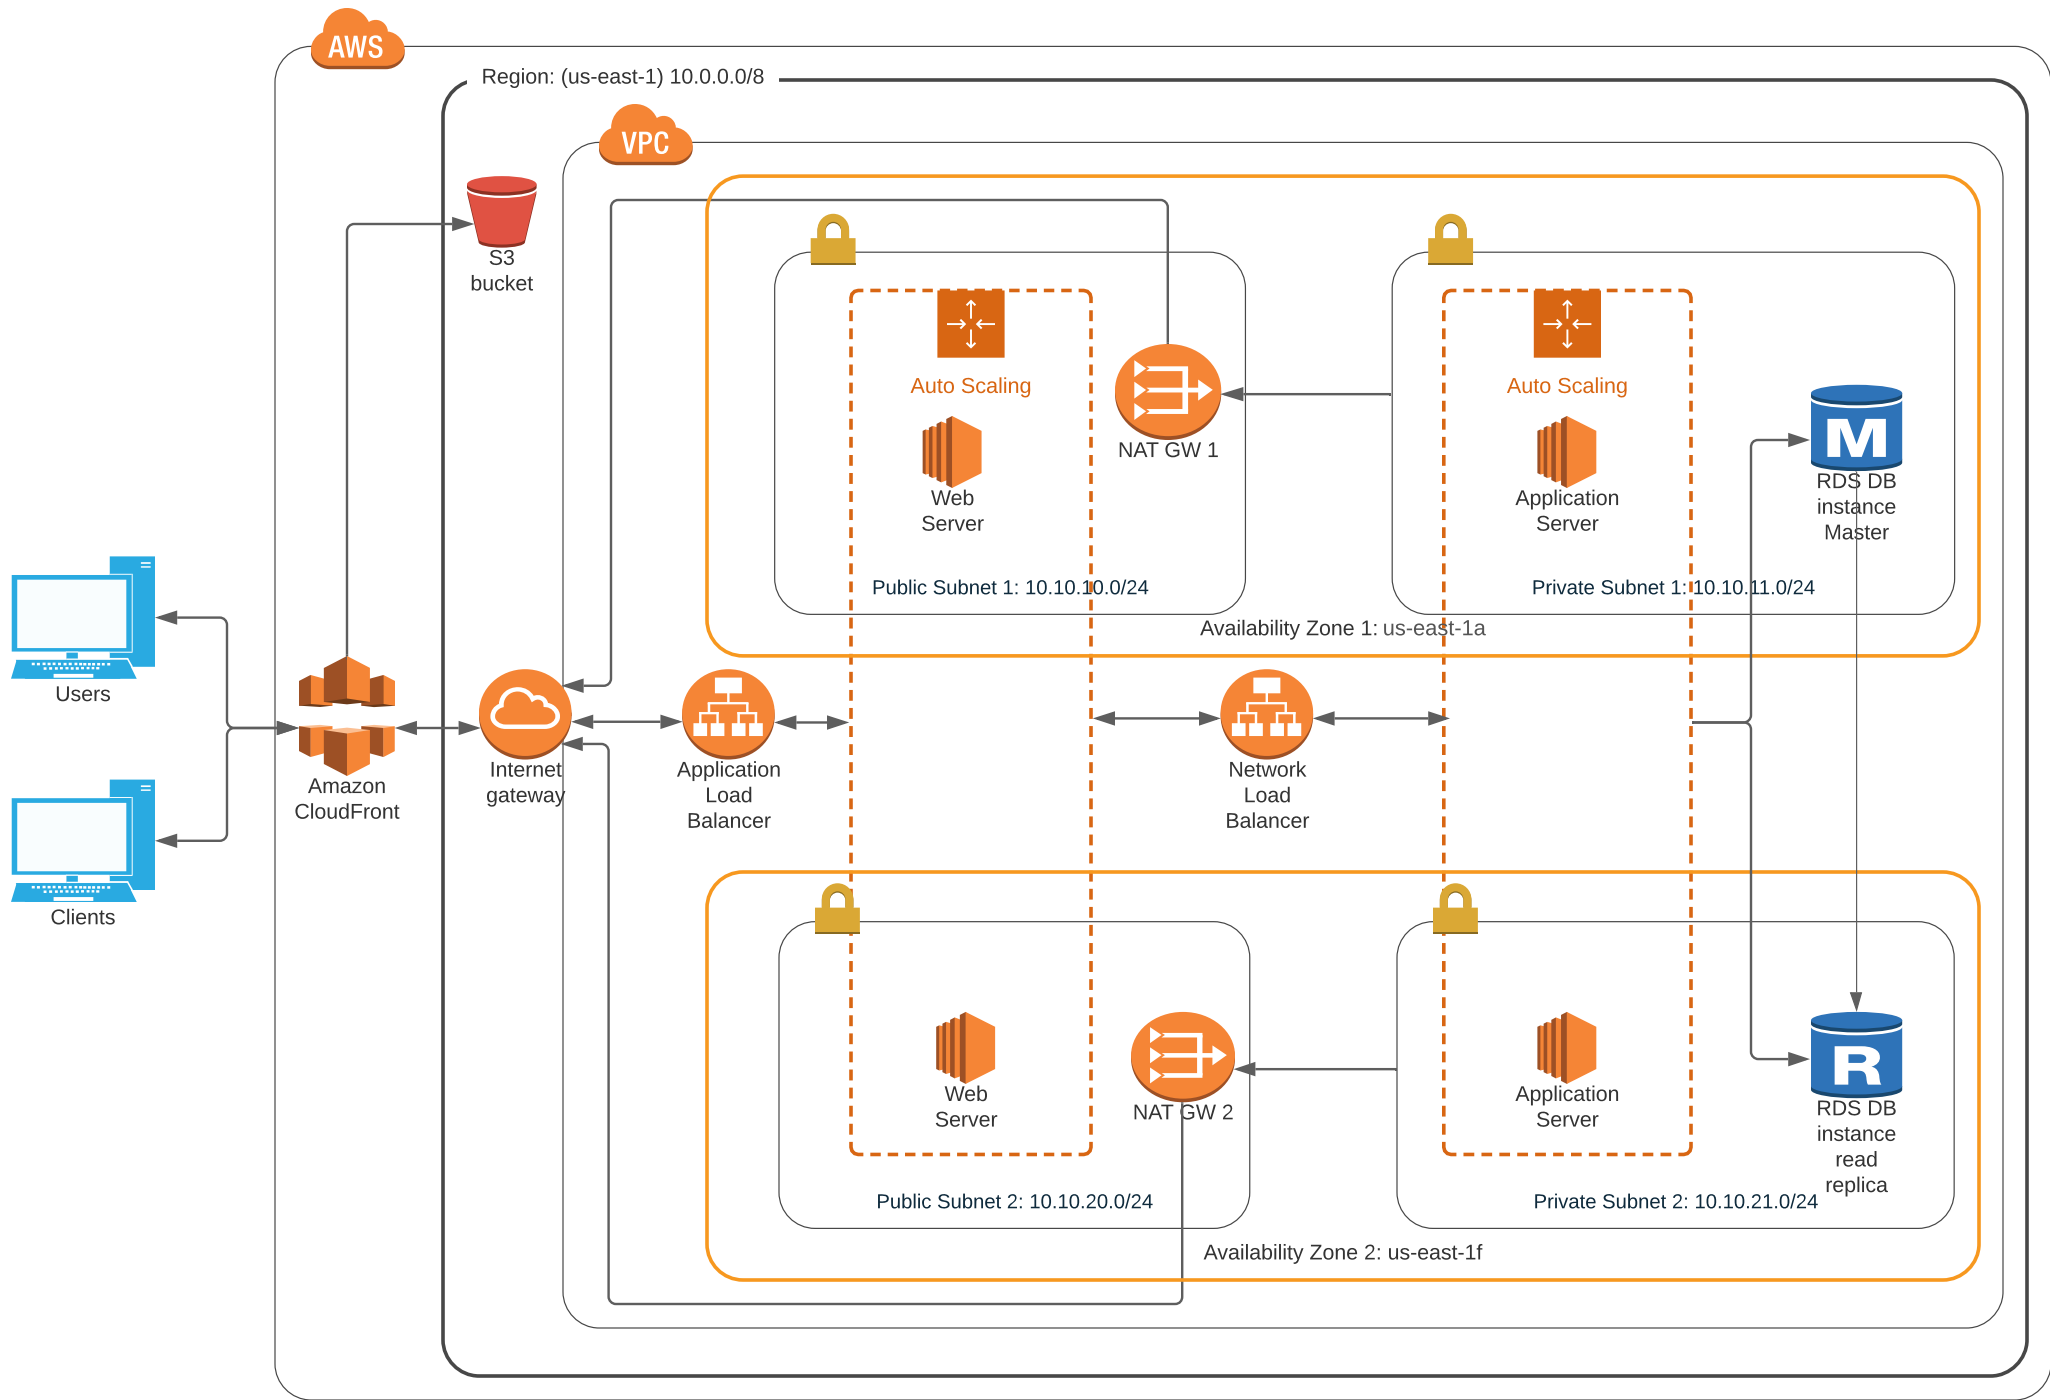 AWS
Region: (us-east-1) 10.0.0.0/8
VPC
S3
bucket
Auto Scaling
Web
Server
NAT GW 1
Public Subnet 1: 10.10.10.0/24
Auto Scaling
Application
Server
M
RDS DB
instance
Master
Private Subnet 1: 10.10.11.0/24
Availability Zone 1: us-east-1a
Users
Clients
Amazon
CloudFront
Internet
gateway
Application
Load
Balancer
Network
Load
Balancer
Web
Server
NAT GW 2
Public Subnet 2: 10.10.20.0/24
Application
Server
R
RDS DB
instance
read
replica
Private Subnet 2: 10.10.21.0/24
Availability Zone 2: us-east-1f